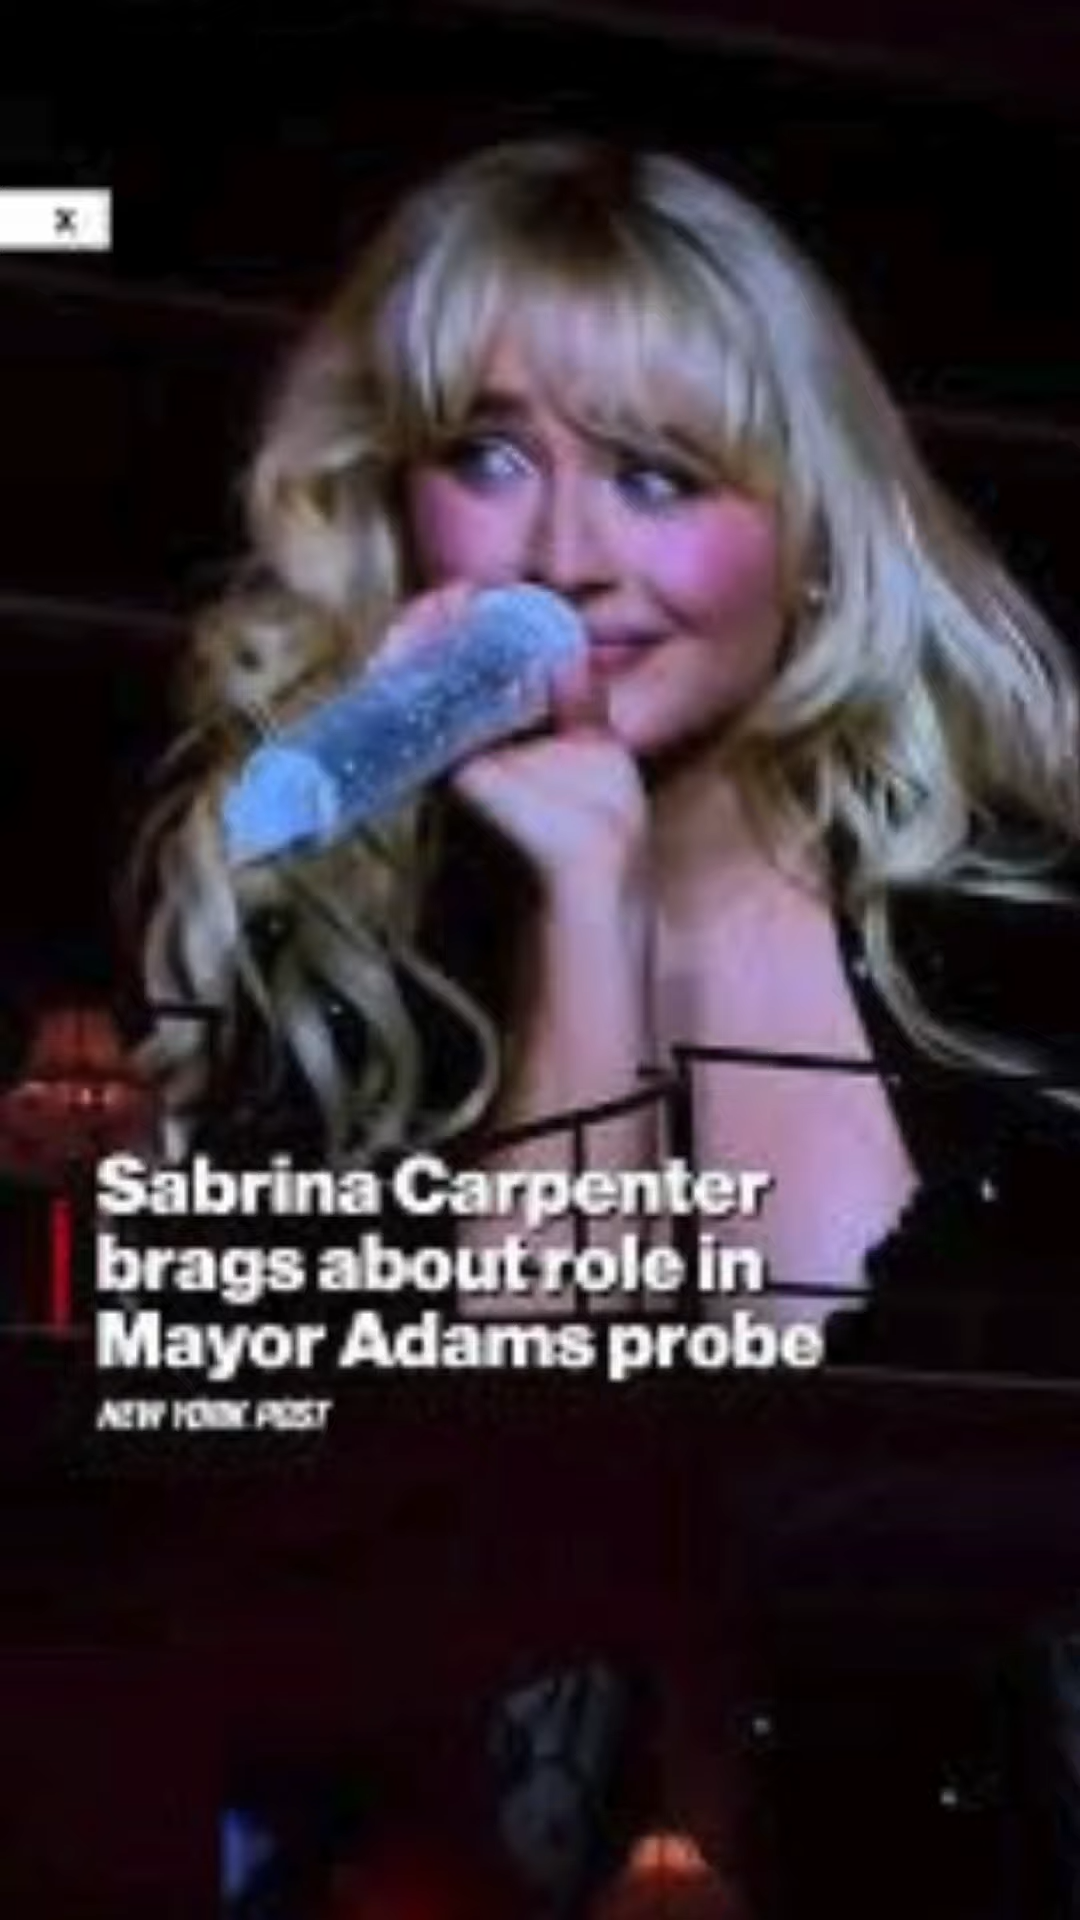 X
Sabrina Carpenter
brags about role in
Mayor Adams probe
NEW YORK POST